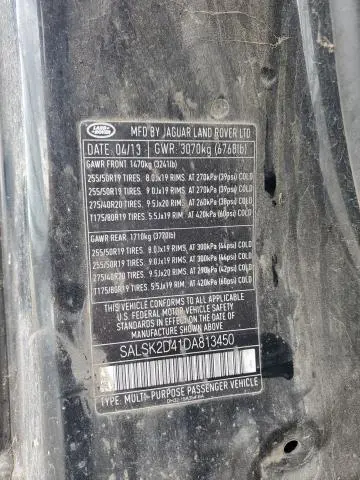 LAND ROVER
MFD BY JAGUAR LAND ROVER LTD
DATE: 04/13 GWR: 3070kg (6768lb)
GAWR FRONT 1470kg (3241lb)
255/50R19 TIRES. 8.0Jx19 RIMS. AT 270kPa (39psi) COLD
255/50R19 TIRES. 9.0Jx19 RIMS. AT 270kPa (39psi) COLD
275/40R20 TIRES. 9.5Jx20 RIMS. AT 260kPa (38psi) COLD
T175/80R19 TIRES. 5.5Jx19 RIMS. AT 420kPa (60psi) COLD
GAWR REAR 1710kg (3770lb)
255/50R19 TIRES. 8.0Jx19 RIMS. AT 300kPa (44psi) COLD
255/50R19 TIRES. 9.0Jx19 RIMS. AT 300kPa (44psi) COLD
275/40R20 TIRES. 9.5Jx20 RIMS. AT 290kPa (42psi) COLD
T175/80R19 TIRES. 5.5Jx19 RIMS. AT 420kPa (60psi) COLD
THIS VEHICLE CONFORMS TO ALL APPLICABLE
U.S. FEDERAL MOTOR VEHICLE SAFETY AND
THEFT PREVENTION STANDARDS IN EFFECT ON
THE DATE OF MANUFACTURE SHOWN ABOVE
SALSK2D41DA813450
TYPE: MULTI-PURPOSE PASSENGER VEHICLE